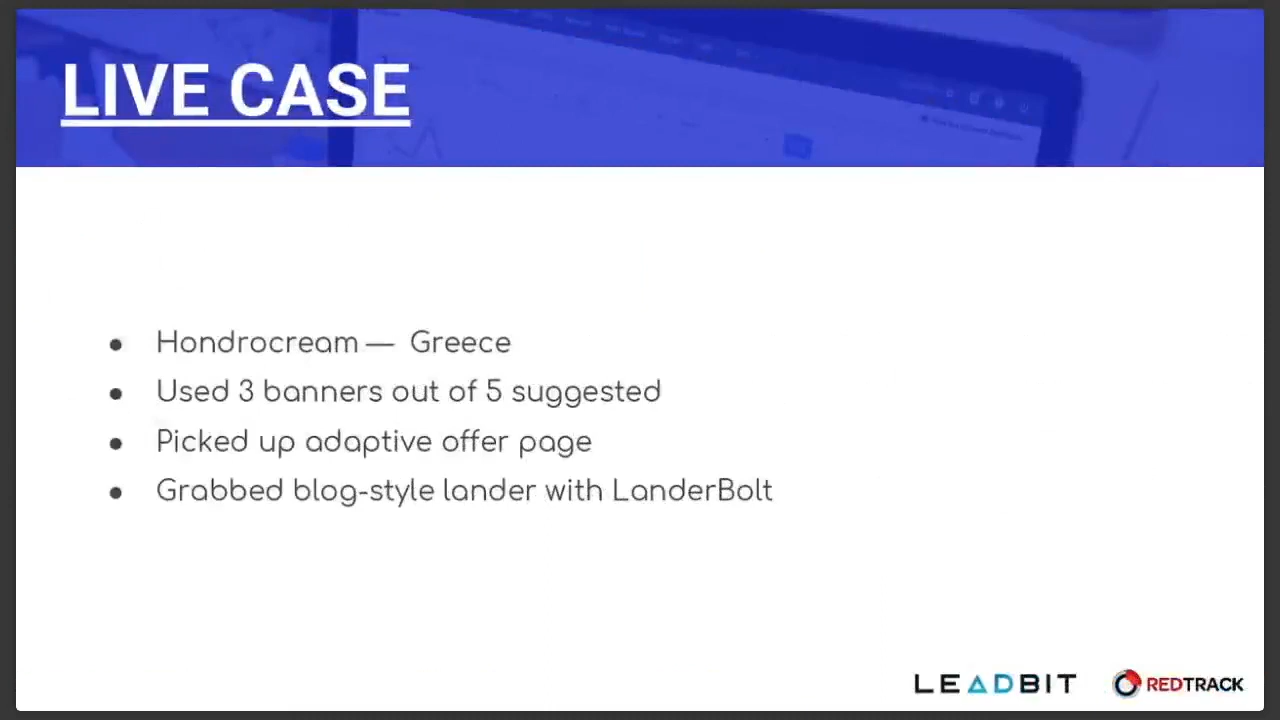 LIVE CASE
● Hondrocream — Greece
● Used 3 banners out of 5 suggested
● Picked up adaptive offer page
● Grabbed blog-style lander with LanderBolt
LEADBIT REDTRACK